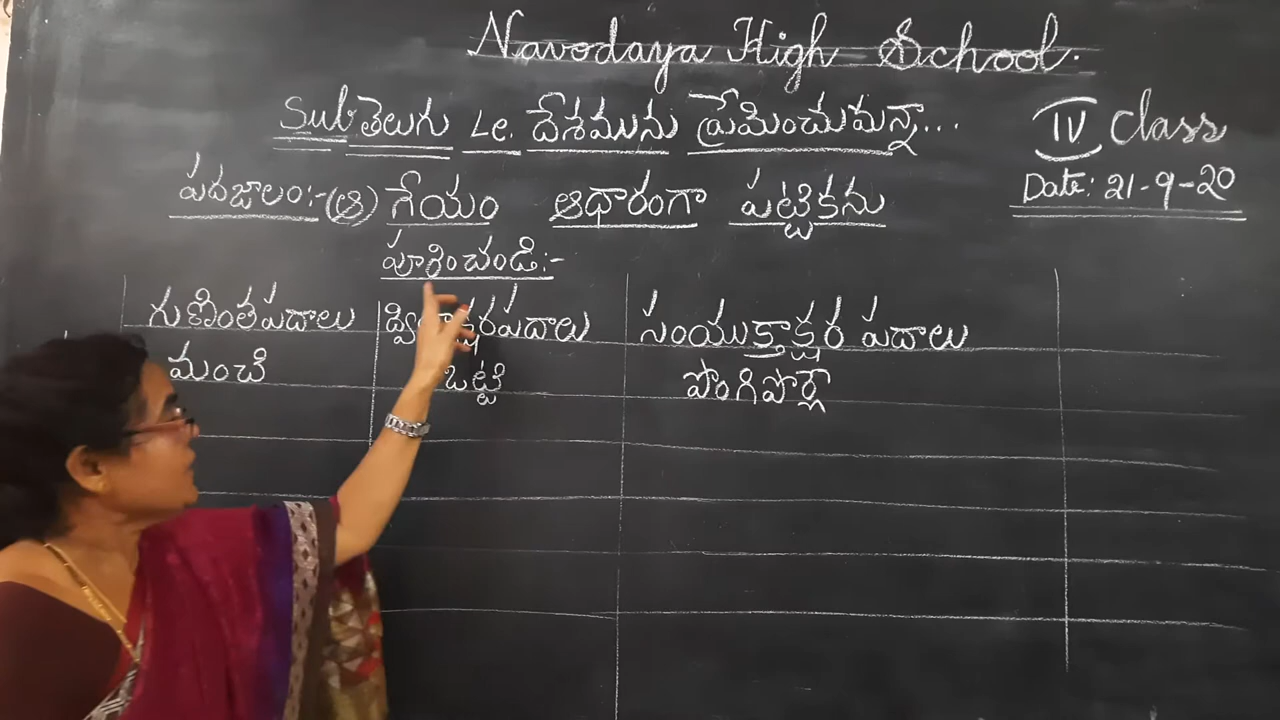 Navodaya High School.
Sub తెలుగు Le. దేశమును ప్రేమించుమన్నా...
IV Class
Date: 21-9-20
పదజాలం:-(ఆ) గేయం ఆధారంగా పట్టికను
పూరించండి:-
గుణింతపదాలు పదాలు సంయుక్తాక్షర పదాలు
మంచి ఒట్టి పొంగిపొర్లే